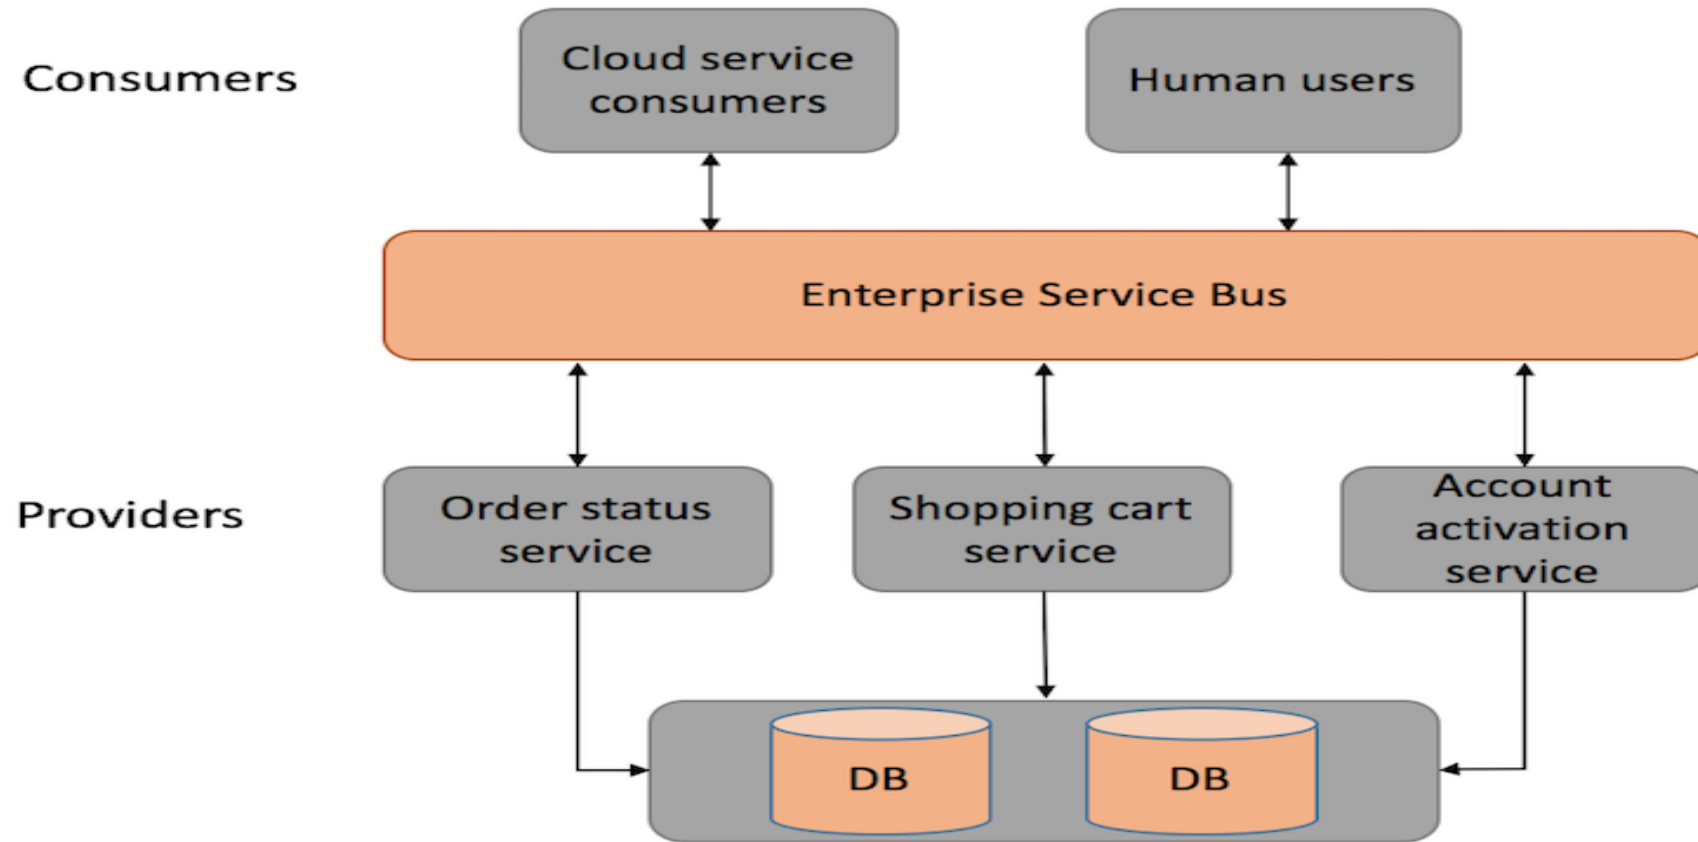 Consumers
Cloud service
consumers
Human users
Enterprise Service Bus
Providers
Order status
service
Shopping cart
service
Account
activation
service
DB
DB